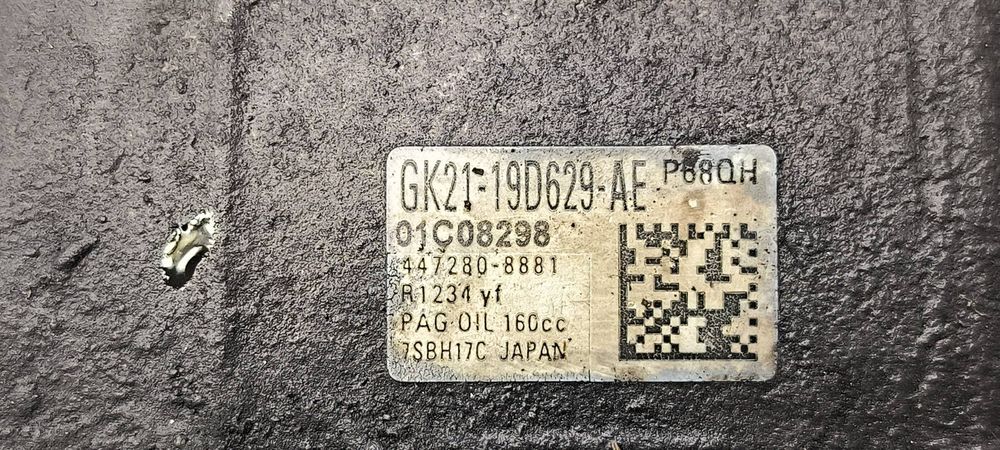 GK21-19D629-AE P68QH
01C08298
447280-8881
R1234 yf
PAG OIL 160cc
7SBH17C JAPAN